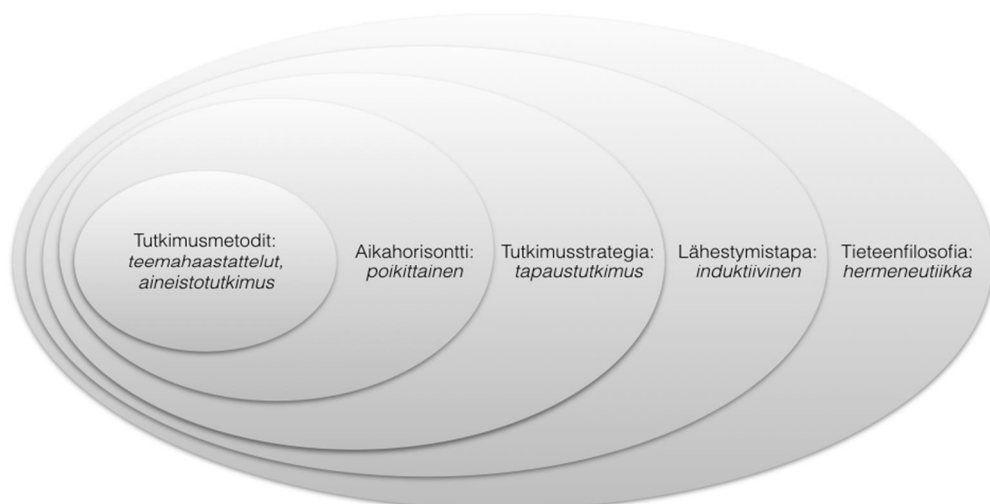 Tutkimusmetodit:
teemahaastattelut,
aineistotutkimus
Aikahorisontti:
poikittainen
Tutkimusstrategia:
tapaustutkimus
Lähestymistapa:
induktiivinen
Tieteenfilosofia:
hermeneutiikka